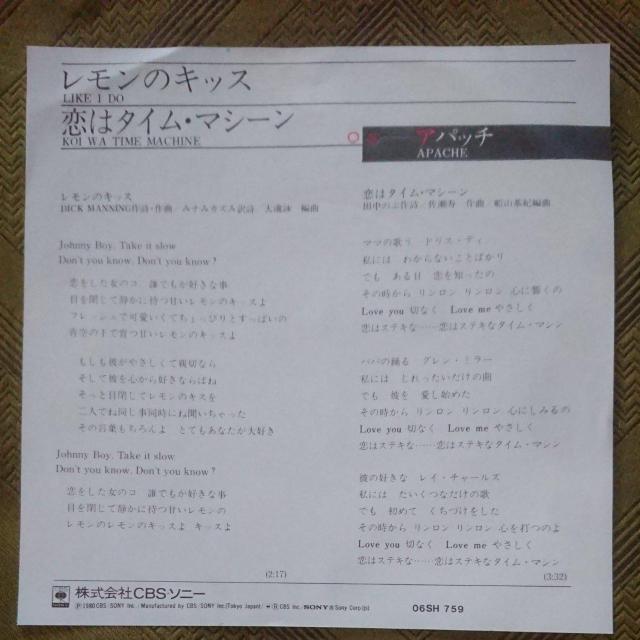 レモンのキッス
LIKE I DO
恋はタイム・マシーン
KOI WA TIME MACHINE
アパッチ
APACHE
レモンのキッス
DICK MANNING作詩・作曲/みナみカズみ訳詩 大瀧詠一 編曲
Johnny Boy, Take it slow
Don't you know, Don't you know?
恋をした女のコ 誰でもが好きな事
目を閉じて静かに待つ甘いレモンのキスよ
フレッシュで可愛いくてちょっぴりとすっぱいの
青空の下で育つ甘いレモンのキッスよ
もしも彼がやさしくて親切なら
そして彼を心から好きならばね
そっと目閉じてレモンのキスを
二人でね同じ事同時にね聞いちゃった
その言葉もちろんよ とてもあなたが大好き
Johnny Boy, Take it slow
Don't you know, Don't you know?
恋をした女のコ 誰でもが好きな事
目を閉じて静かに待つ甘いレモンの
レモンのレモンのキッスよ キッスよ
(2:17)
恋はタイム・マシーン
田中のぶ作詩/佐瀬寿一 作曲/船山基紀編曲
ママの歌う ドリス・デイ
私には わからないことばかり
でも ある日 恋を知ったの
その時から リンロン リンロン 心に響くの
Love you 切なく Love me やさしく
恋はステキな……恋はステキなタイム・マシン
パパの踊る グレン・ミラー
私には じれったいだけの曲
でも 彼を 愛し始めた
その時から リンロン リンロン 心にしみるの
Love you 切なく Love me やさしく
恋はステキな……恋はステキなタイム・マシン
彼の好きな レイ・チャールズ
私には たいくつなだけの歌
でも 初めて くちづけをした
その時から リンロン リンロン 心を打つのよ
Love you 切なく Love me やさしく
恋はステキな……恋はステキなタイム・マシン
(3:32)
株式会社CBS・ソニー
Ⓟ1980 CBS/SONY Inc./Manufactured by CBS/SONY Inc.(Tokyo Japan)/® CBS Inc. SONY® Sony Corp.(p)
06SH 759